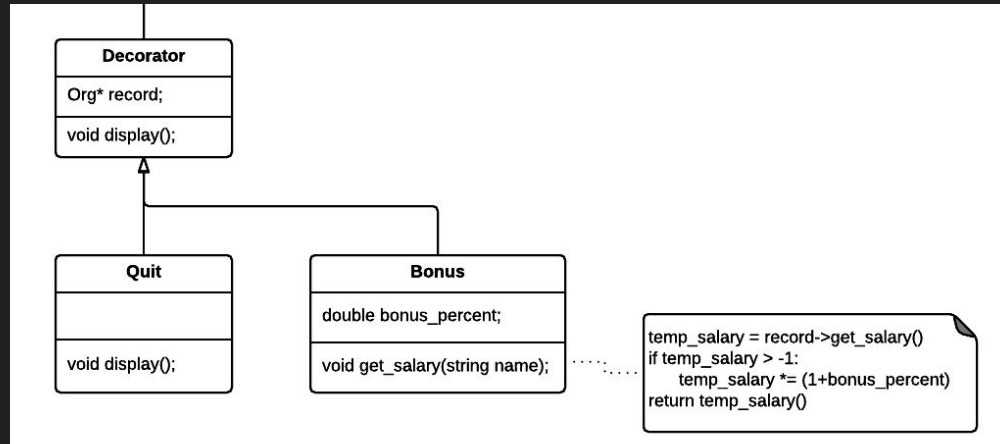 Decorator
Org* record;
void display();
Quit
void display();
Bonus
double bonus_percent;
void get_salary(string name);
temp_salary = record->get_salary()
if temp_salary > -1:
temp_salary *= (1+bonus_percent)
return temp_salary()